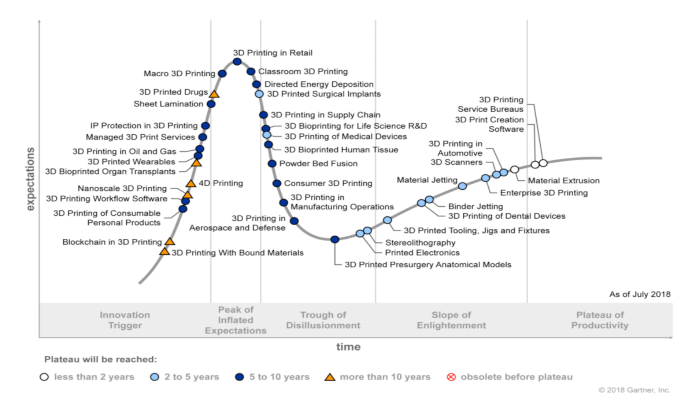 3D Printing in Retail
Macro 3D Printing
Classroom 3D Printing
Directed Energy Deposition
3D Printed Drugs
3D Printed Surgical Implants
Sheet Lamination
3D Printing in Supply Chain
IP Protection in 3D Printing
3D Bioprinting for Life Science R&D
Managed 3D Print Services
3D Printing of Medical Devices
3D Printing in Oil and Gas
3D Bioprinted Human Tissue
3D Printed Wearables
3D Bioprinted Organ Transplants
Powder Bed Fusion
Nanoscale 3D Printing
4D Printing
Consumer 3D Printing
3D Printing Workflow Software
3D Printing of Consumable
Personal Products
3D Printing in
Manufacturing Operations
3D Printing in
Aerospace and Defense
Blockchain in 3D Printing
3D Printing With Bound Materials
3D Printed Presurgery Anatomical Models
Printed Electronics
Stereolithography
3D Printed Tooling, Jigs and Fixtures
3D Printing of Dental Devices
Binder Jetting
Material Jetting
Enterprise 3D Printing
3D Scanners
3D Printing in
Automotive
Material Extrusion
3D Print Creation
Software
3D Printing
Service Bureaus
expectations
As of July 2018
Innovation
Trigger
Peak of
Inflated
Expectations
Trough of
Disillusionment
Slope of
Enlightenment
Plateau of
Productivity
time
Plateau will be reached:
less than 2 years
2 to 5 years
5 to 10 years
more than 10 years
obsolete before plateau
© 2018 Gartner, Inc.